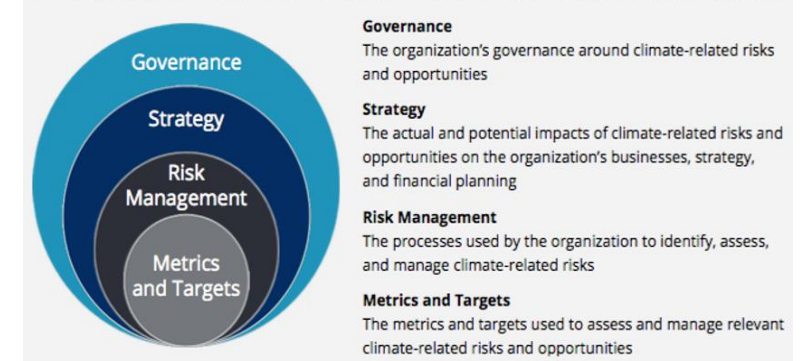 Governance
Strategy
Risk
Management
Metrics
and Targets
Governance
The organization's governance around climate-related risks
and opportunities
Strategy
The actual and potential impacts of climate-related risks and
opportunities on the organization's businesses, strategy,
and financial planning
Risk Management
The processes used by the organization to identify, assess,
and manage climate-related risks
Metrics and Targets
The metrics and targets used to assess and manage relevant
climate-related risks and opportunities